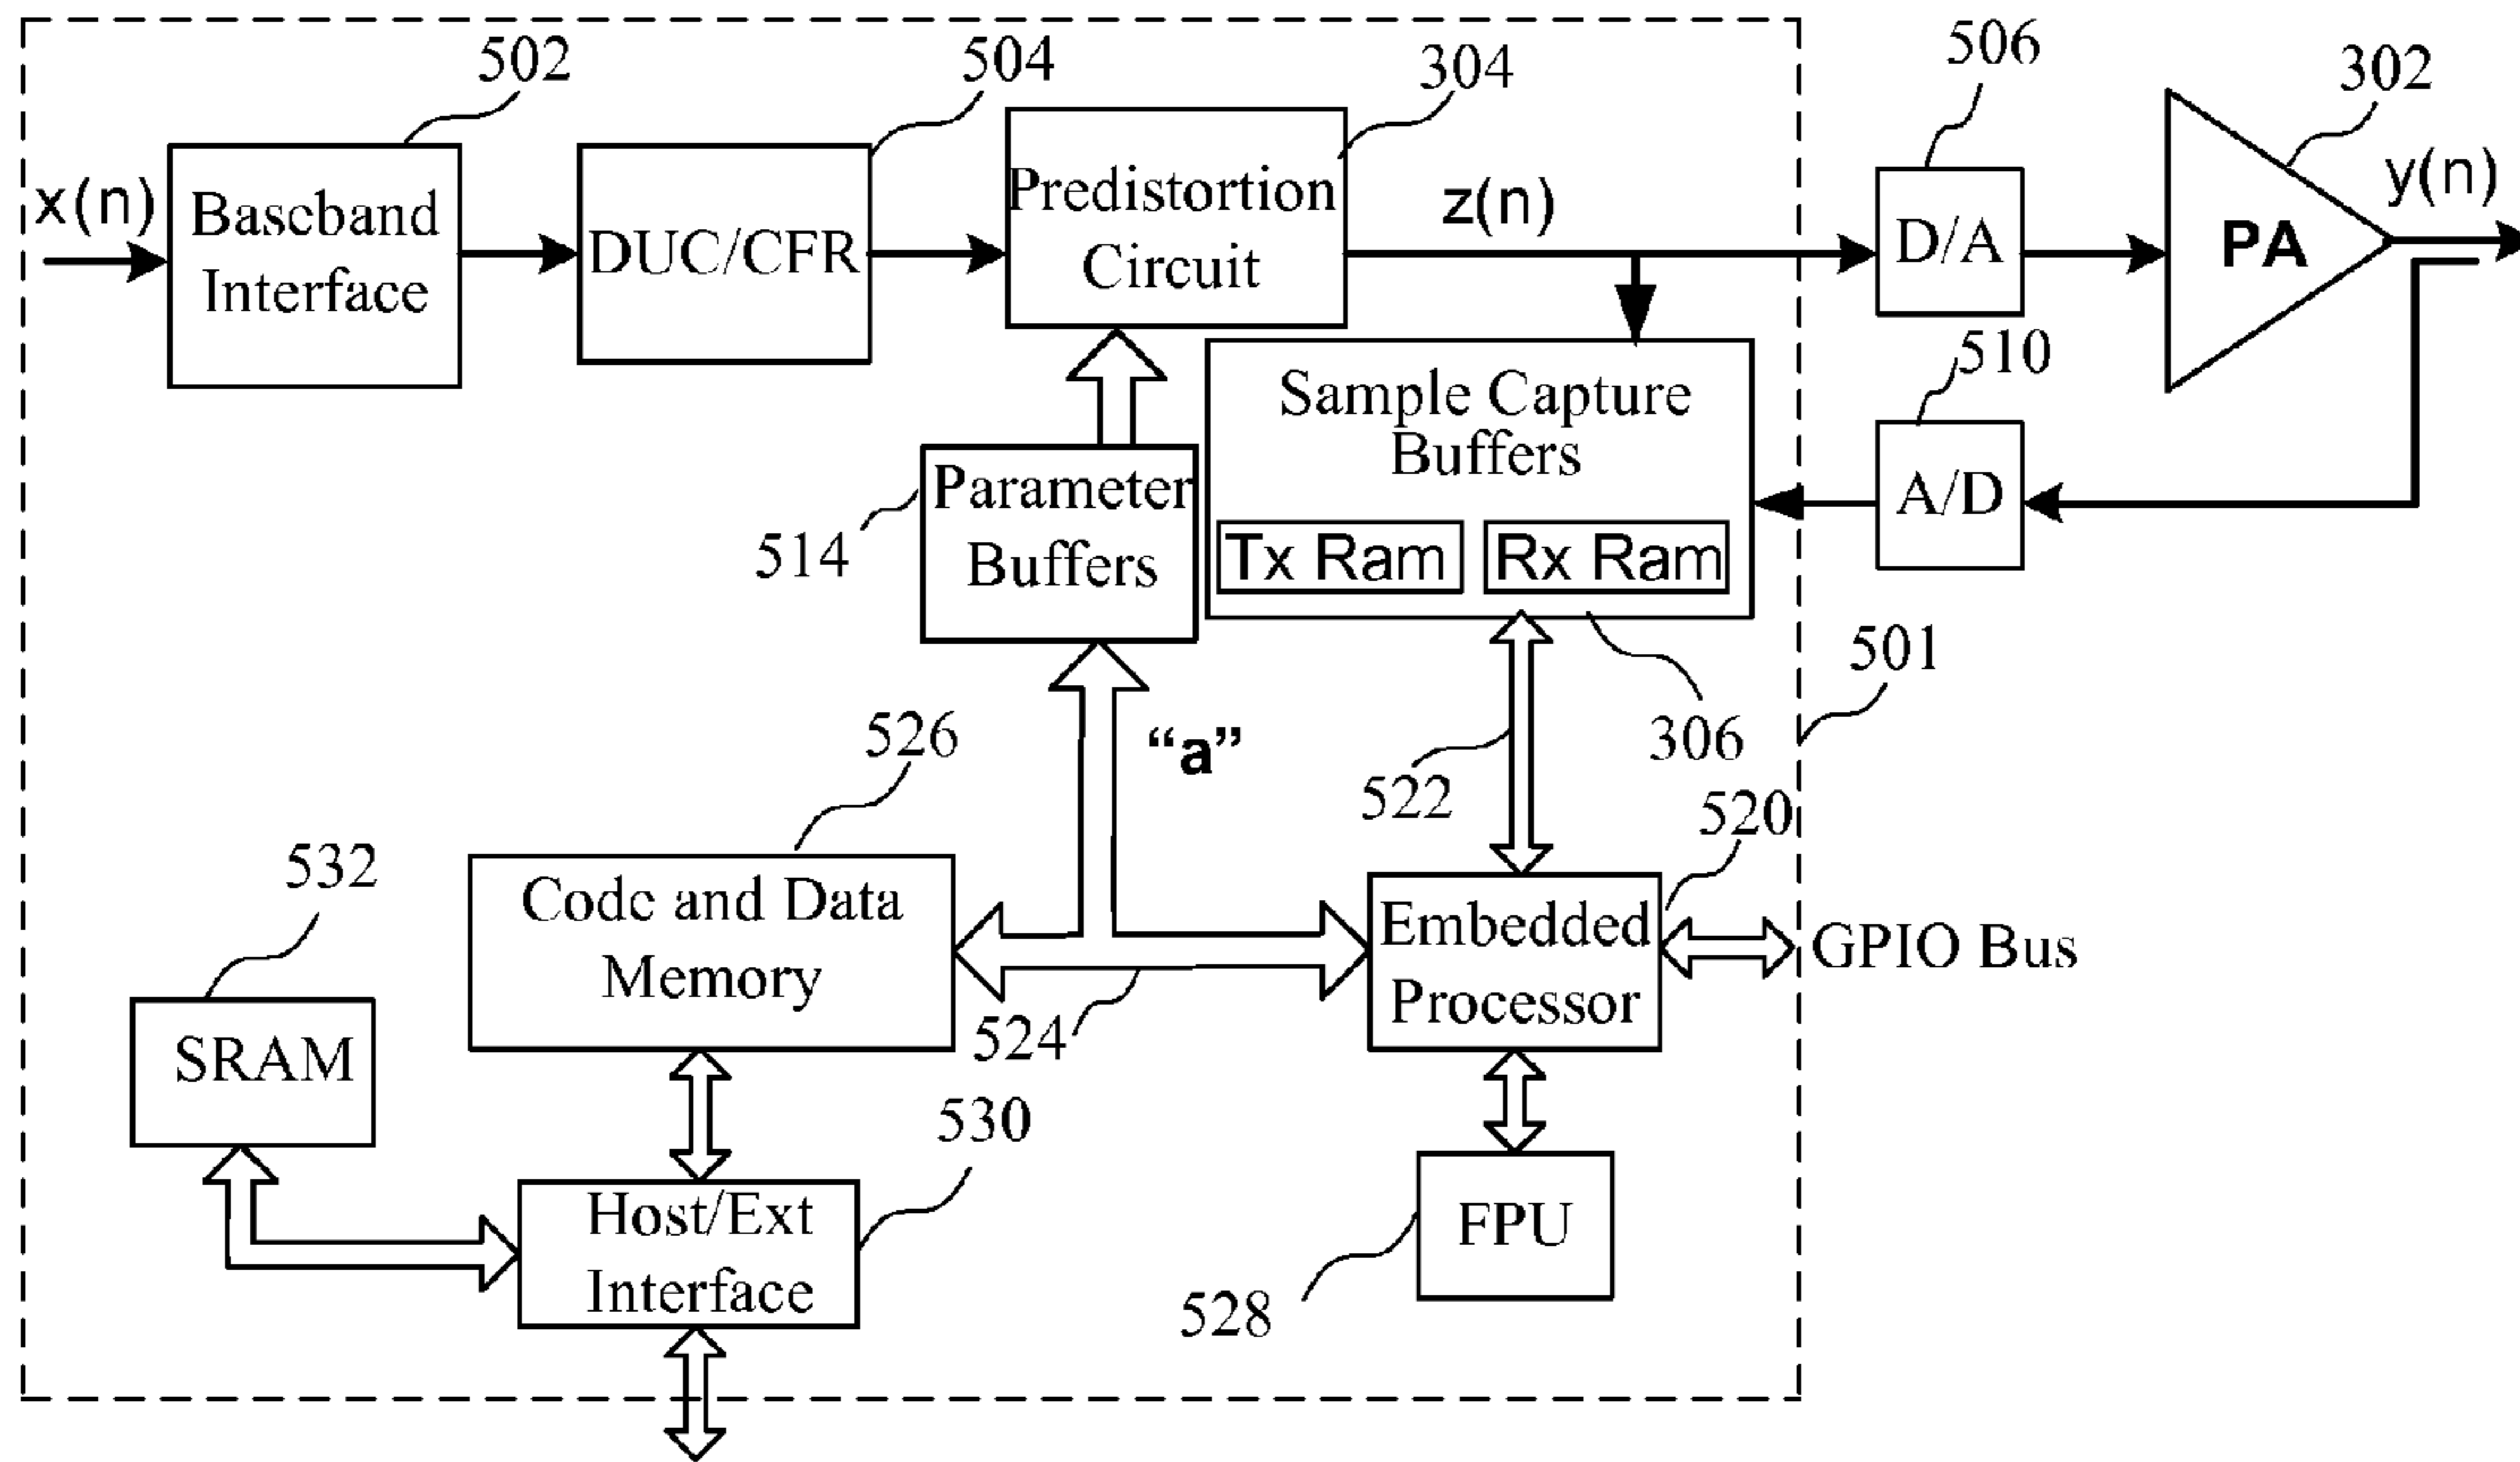 502
504
304
506
302
x(n)
Baseband
Interface
DUC/CFR
Predistortion
Circuit
z(n)
D/A
PA
y(n)
510
Sample Capture
Buffers
A/D
Parameter
Buffers
514
Tx Ram
Rx Ram
501
306
"a"
526
522
520
532
Code and Data
Memory
Embedded
Processor
GPIO Bus
524
SRAM
530
Host/Ext
Interface
FPU
528